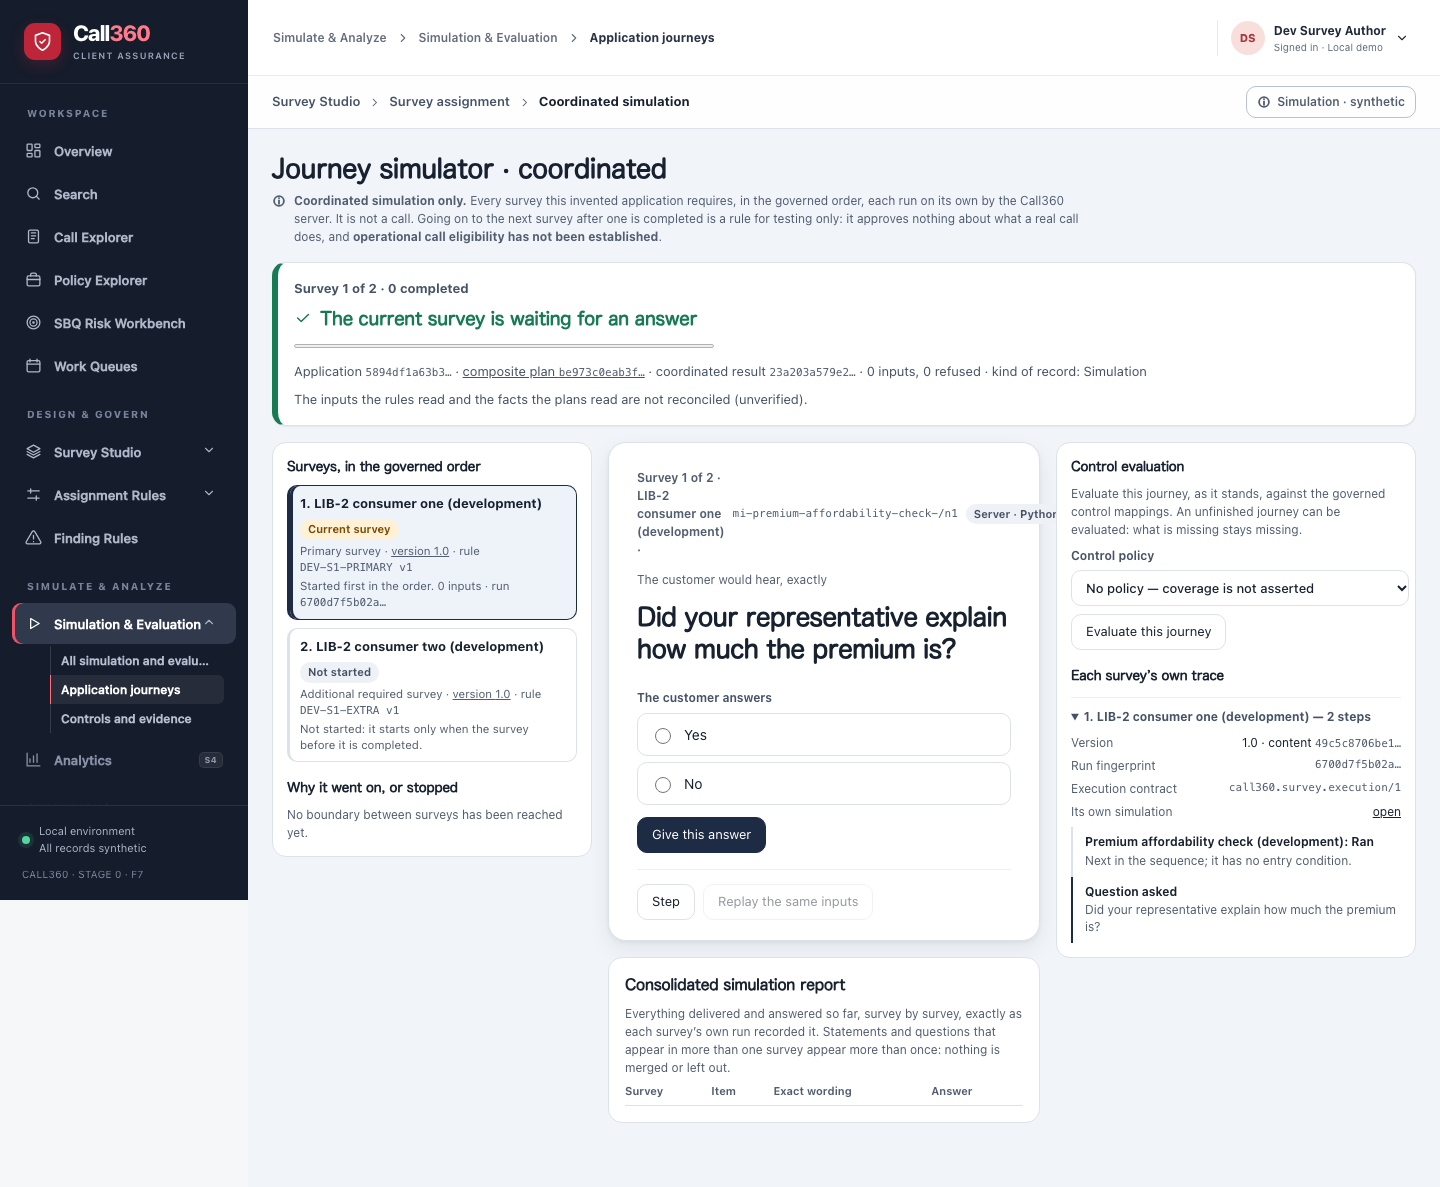 Call360
CLIENT ASSURANCE
WORKSPACE
Overview
Search
Call Explorer
Policy Explorer
SBQ Risk Workbench
Work Queues
DESIGN & GOVERN
Survey Studio
Assignment Rules
Finding Rules
SIMULATE & ANALYZE
Simulation & Evaluation
All simulation and evalu...
Application journeys
Controls and evidence
Analytics S4
Local environment
All records synthetic
CALL360 · STAGE 0 · F7
Simulate & Analyze > Simulation & Evaluation > Application journeys
DS
Dev Survey Author
Signed in · Local demo
Survey Studio > Survey assignment > Coordinated simulation
Simulation · synthetic
Journey simulator · coordinated
Coordinated simulation only. Every survey this invented application requires, in the governed order, each run on its own by the Call360
server. It is not a call. Going on to the next survey after one is completed is a rule for testing only: it approves nothing about what a real call
does, and operational call eligibility has not been established.
Survey 1 of 2 · 0 completed
The current survey is waiting for an answer
Application 5894df1a63b3… · composite plan be973c0eab3f… · coordinated result 23a203a579e2… · 0 inputs, 0 refused · kind of record: Simulation
The inputs the rules read and the facts the plans read are not reconciled (unverified).
Surveys, in the governed order
1. LIB-2 consumer one (development)
Current survey
Primary survey · version 1.0 · rule
DEV-S1-PRIMARY v1
Started first in the order. 0 inputs · run
6700d7f5b02a…
2. LIB-2 consumer two (development)
Not started
Additional required survey · version 1.0 · rule
DEV-S1-EXTRA v1
Not started: it starts only when the survey
before it is completed.
Why it went on, or stopped
No boundary between surveys has been reached
yet.
Survey 1 of 2 ·
LIB-2
consumer one
(development)
·
mi-premium-affordability-check-/n1
Server · Python
The customer would hear, exactly
Did your representative explain
how much the premium is?
The customer answers
Yes
No
Give this answer
Step
Replay the same inputs
Consolidated simulation report
Everything delivered and answered so far, survey by survey, exactly as
each survey's own run recorded it. Statements and questions that
appear in more than one survey appear more than once: nothing is
merged or left out.
Survey Item Exact wording Answer
Control evaluation
Evaluate this journey, as it stands, against the governed
control mappings. An unfinished journey can be
evaluated: what is missing stays missing.
Control policy
No policy — coverage is not asserted
Evaluate this journey
Each survey's own trace
1. LIB-2 consumer one (development) — 2 steps
Version 1.0 · content 49c5c8706be1…
Run fingerprint 6700d7f5b02a…
Execution contract call360.survey.execution/1
Its own simulation open
Premium affordability check (development): Ran
Next in the sequence; it has no entry condition.
Question asked
Did your representative explain how much the premium
is?